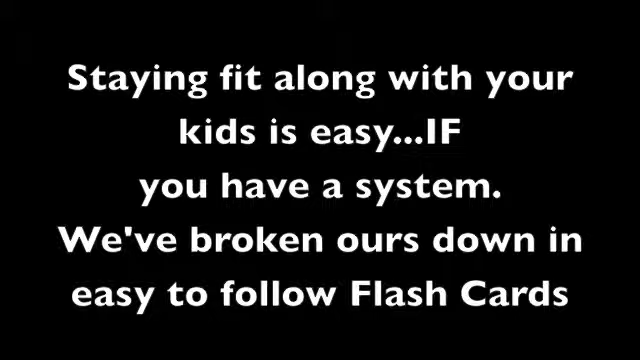 Staying fit along with your
kids is easy...IF
you have a system.
We've broken ours down in
easy to follow Flash Cards